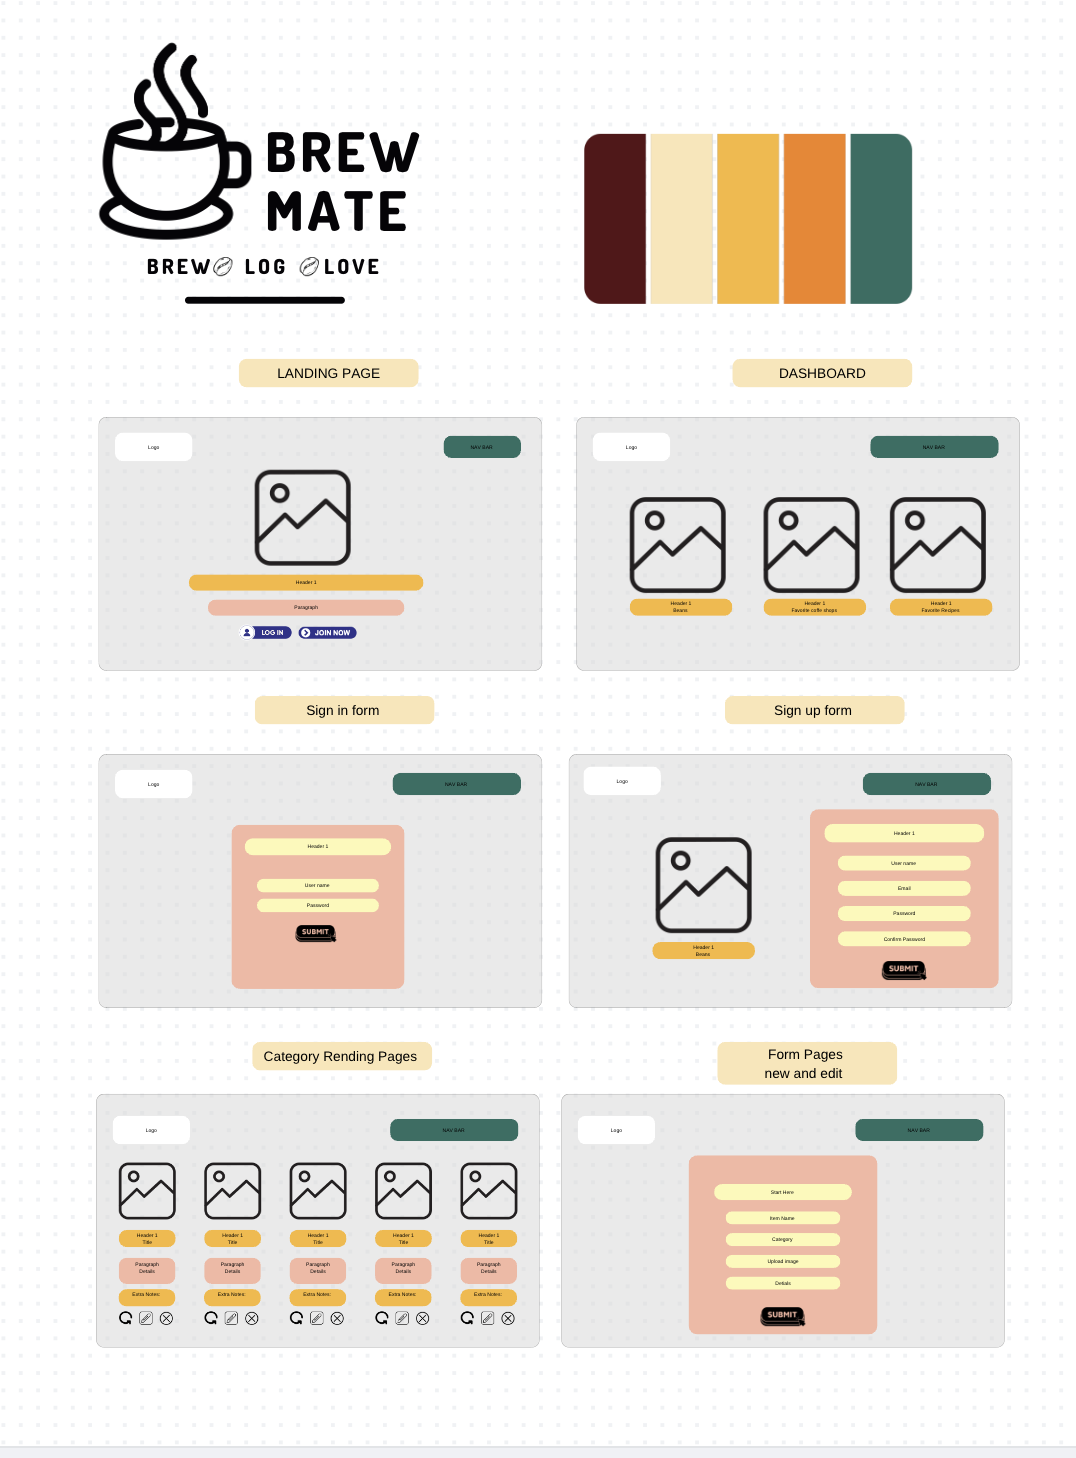 BREW
MATE
BREW LOG LOVE
LANDING PAGE
DASHBOARD
Logo
NAV BAR
Header 1
Paragraph
LOG IN
JOIN NOW
Logo
NAV BAR
Header 1
Beans
Header 1
Favorite coffe shops
Header 1
Favorite Recipes
Sign in form
Sign up form
Logo
NAV BAR
Header 1
User name
Password
SUBMIT
Logo
NAV BAR
Header 1
Beans
Header 1
User name
Email
Password
Confirm Password
SUBMIT
Category Rending Pages
Form Pages
new and edit
Logo
NAV BAR
Header 1
Title
Header 1
Title
Header 1
Title
Header 1
Title
Header 1
Title
Paragraph
Details
Paragraph
Details
Paragraph
Details
Paragraph
Details
Paragraph
Details
Extra Notes:
Extra Notes:
Extra Notes:
Extra Notes:
Extra Notes:
Logo
NAV BAR
Start Here
Item Name
Category
Upload image
Detials
SUBMIT